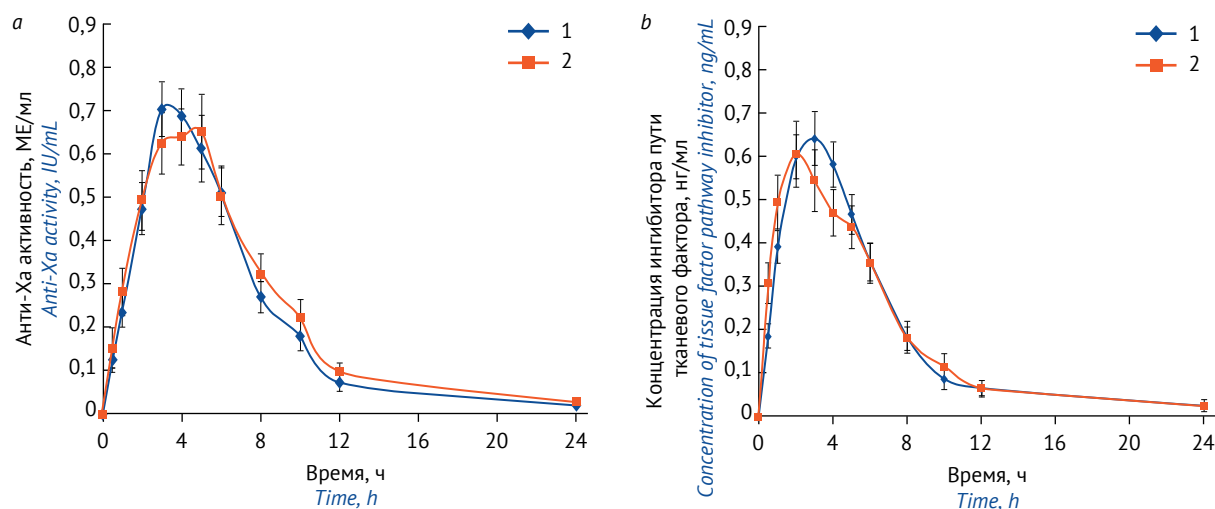 a
0,9
0,8
0,7
0,6
0,5
0,4
0,3
0,2
0,1
0
Анти-Xa активность, МЕ/мл
Anti-Xa activity, IU/mL
0 4 8 12 16 20 24
Время, ч
Time, h
1
2
b
0,9
0,8
0,7
0,6
0,5
0,4
0,3
0,2
0,1
0
Концентрация ингибитора пути
тканевого фактора, нг/мл
Concentration of tissue factor pathway inhibitor, ng/mL
0 4 8 12 16 20 24
Время, ч
Time, h
1
2